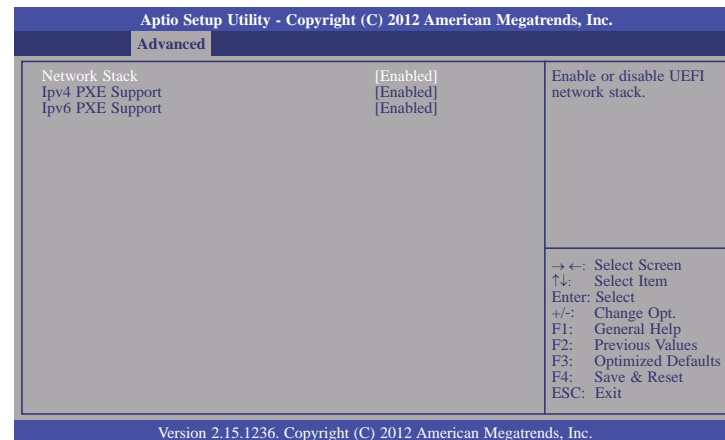 Aptio Setup Utility - Copyright (C) 2012 American Megatrends, Inc.
Advanced
Network Stack [Enabled]
Ipv4 PXE Support [Enabled]
Ipv6 PXE Support [Enabled]
Enable or disable UEFI
network stack.
→←: Select Screen
↑↓: Select Item
Enter: Select
+/-: Change Opt.
F1: General Help
F2: Previous Values
F3: Optimized Defaults
F4: Save & Reset
ESC: Exit
Version 2.15.1236. Copyright (C) 2012 American Megatrends, Inc.